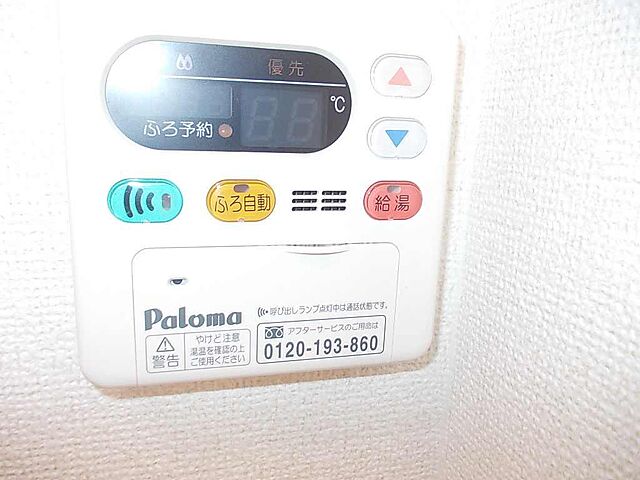 優先
℃
ふろ予約
ふろ自動
給湯
Paloma
呼び出しランプ点灯中は通話状態です。
警告
やけど注意
湯温を確認の上
ご使用ください
アフターサービスのご用品は
0120-193-860